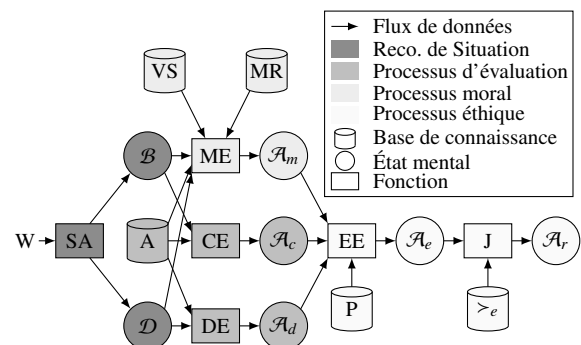 Flux de données
Reco. de Situation
Processus d'évaluation
Processus moral
Processus éthique
Base de connaissance
État mental
Fonction
VS MR
ℬ ME 𝒜m
W SA A CE 𝒜c EE 𝒜e J 𝒜r
𝒟 DE 𝒜d P ≻e